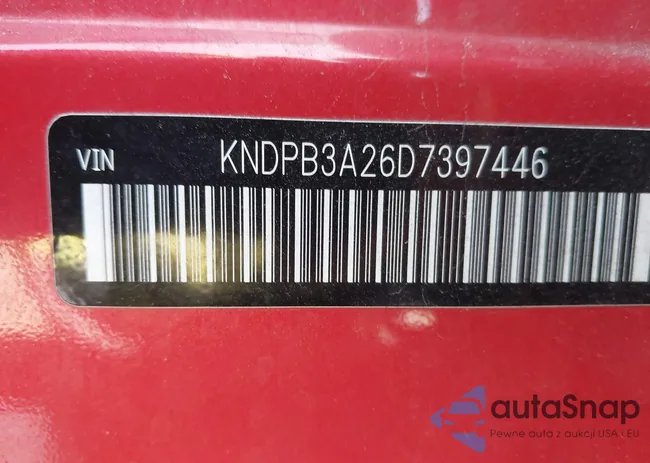 VIN KNDPB3A26D7397446
autaSnap
Pewne auta z aukcji USA i EU